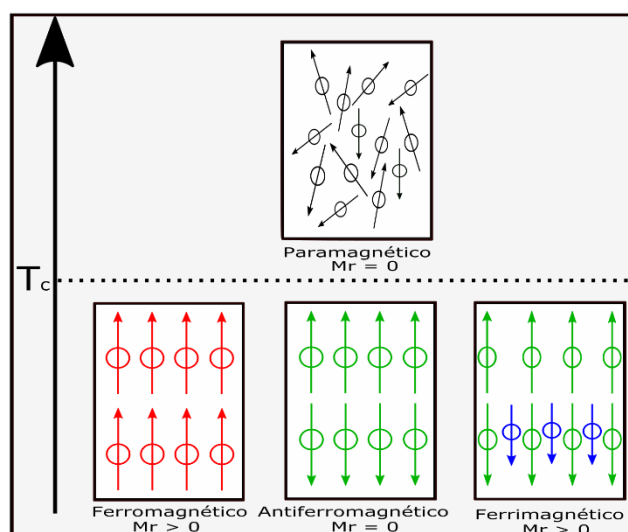 Paramagnético
Mr = 0
Tc
Ferromagnético
Mr > 0
Antiferromagnético
Mr = 0
Ferrimagnético
Mr > 0